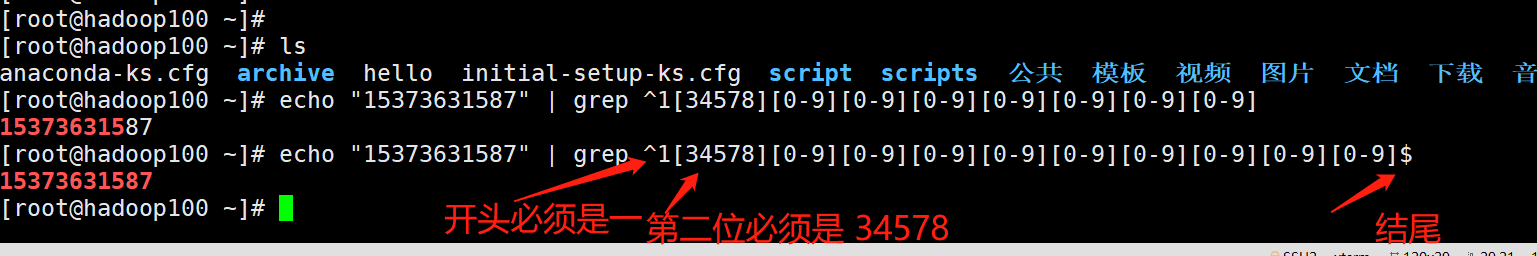 [root@hadoop100 ~]#
[root@hadoop100 ~]# ls
anaconda-ks.cfg archive hello initial-setup-ks.cfg script scripts 公共 模板 视频 图片 文档 下载 音
[root@hadoop100 ~]# echo "15373631587" | grep ^1[34578][0-9][0-9][0-9][0-9][0-9][0-9][0-9]
15373631587
[root@hadoop100 ~]# echo "15373631587" | grep ^1[34578][0-9][0-9][0-9][0-9][0-9][0-9][0-9][0-9][0-9]$
15373631587
[root@hadoop100 ~]#
开头必须是一 第二位必须是 34578 结尾